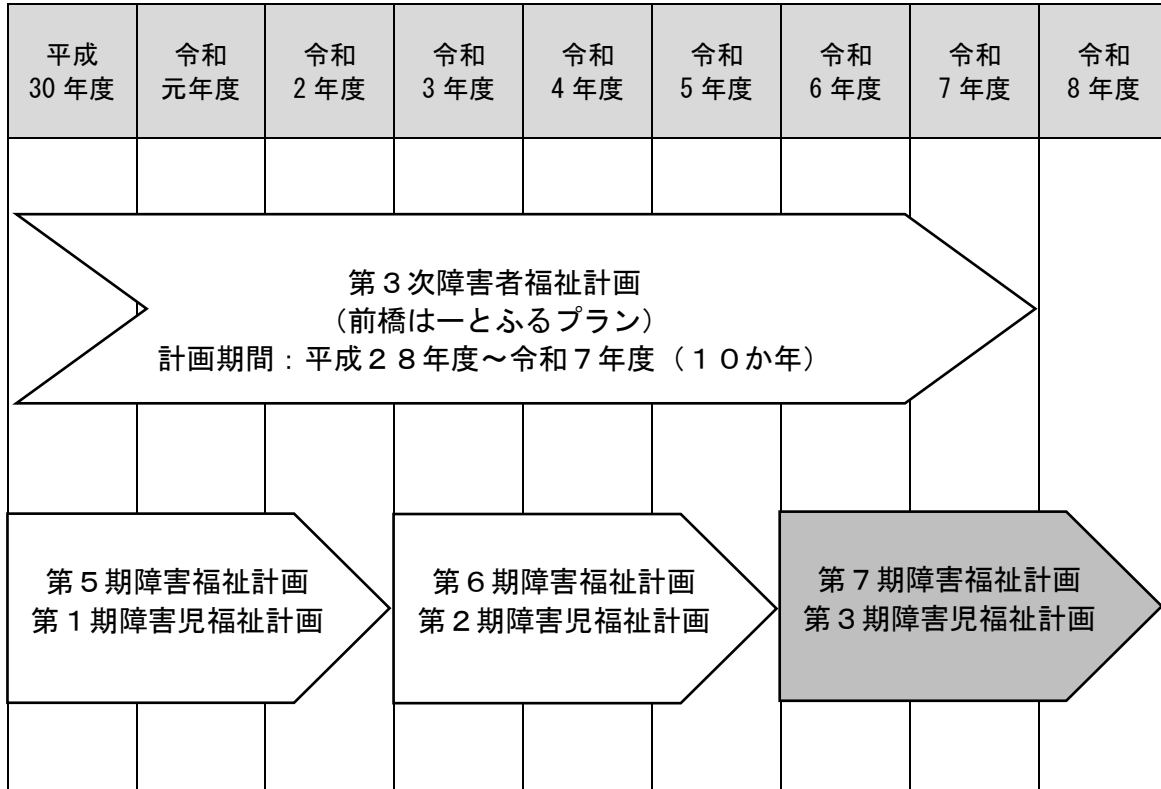 平成
30年度
令和
元年度
令和
2年度
令和
3年度
令和
4年度
令和
5年度
令和
6年度
令和
7年度
令和
8年度
第３次障害者福祉計画
（前橋はーとふるプラン）
計画期間：平成２８年度～令和７年度（１０か年）
第５期障害福祉計画
第１期障害児福祉計画
第６期障害福祉計画
第２期障害児福祉計画
第７期障害福祉計画
第３期障害児福祉計画